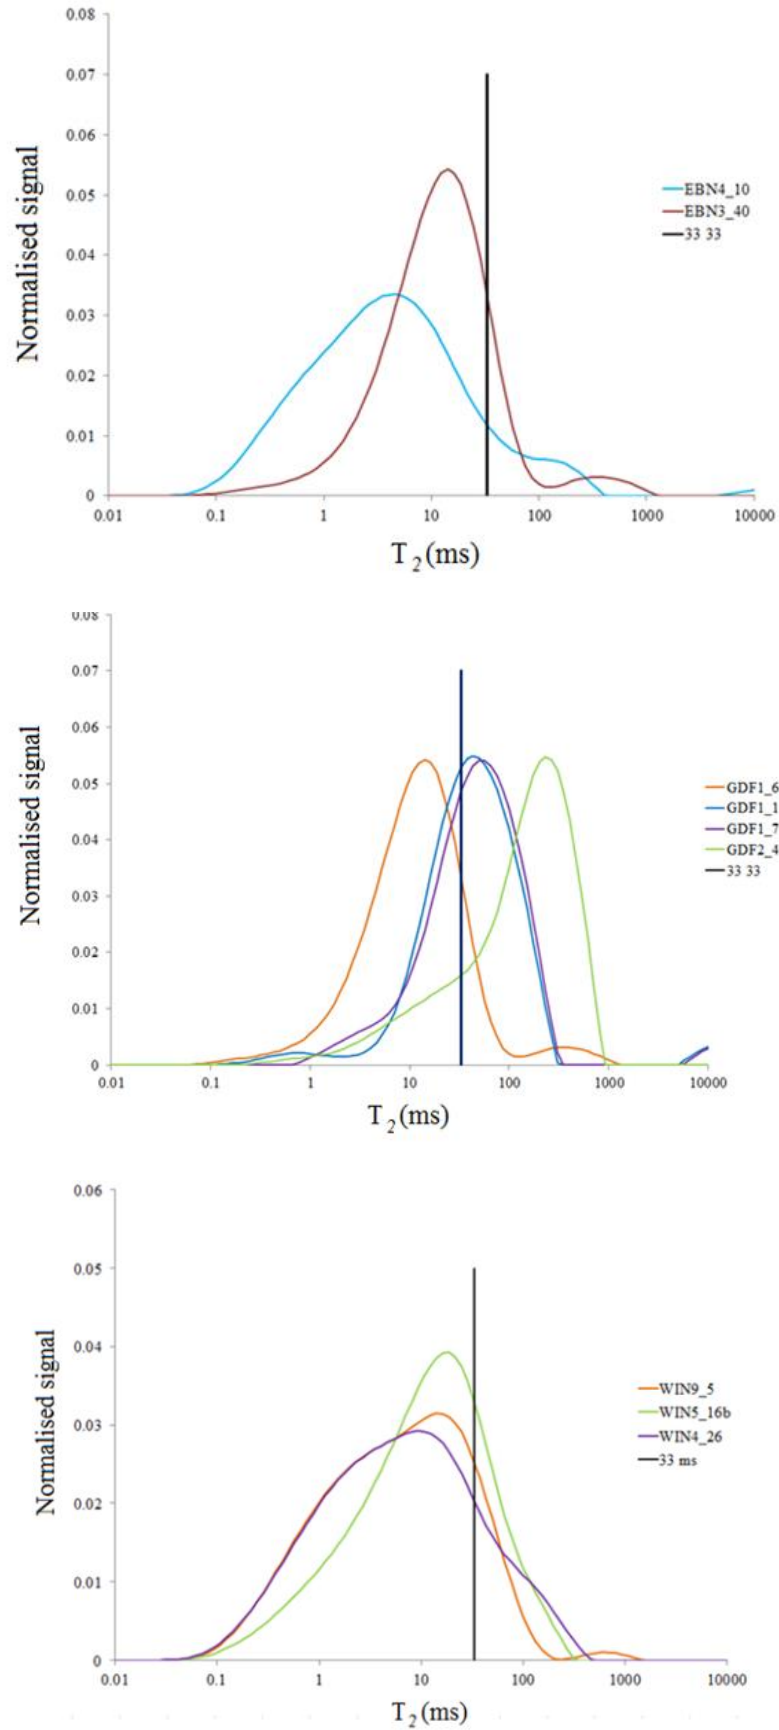 0.08
0.07
0.06
0.05
0.04
0.03
0.02
0.01
0
Normalised signal
EBN4_10
EBN3_40
33 33
0.01 0.1 1 10 100 1000 10000
T2 (ms)
0.08
0.07
0.06
0.05
0.04
0.03
0.02
0.01
0
Normalised signal
GDF1_6
GDF1_1
GDF1_7
GDF2_4
33 33
0.01 0.1 1 10 100 1000 10000
T2 (ms)
0.06
0.05
0.04
0.03
0.02
0.01
0
Normalised signal
WIN9_5
WIN5_16b
WIN4_26
33 ms
0.01 0.1 1 10 100 1000 10000
T2 (ms)